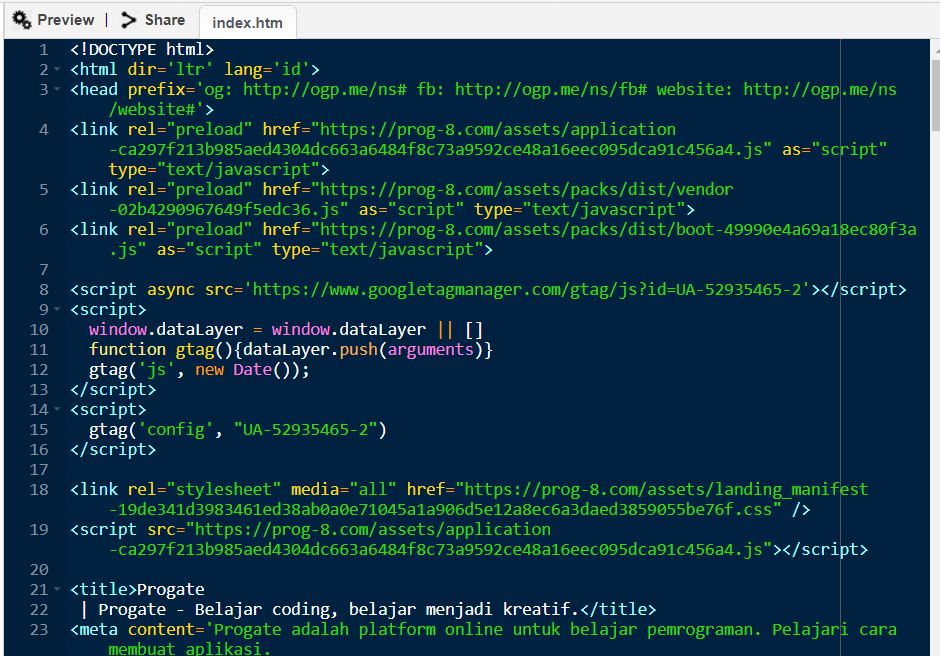 Preview | Share index.htm
1 <!DOCTYPE html>
2 <html dir='ltr' lang='id'>
3 <head prefix='og: http://ogp.me/ns# fb: http://ogp.me/ns/fb# website: http://ogp.me/ns
/website#'>
4 <link rel="preload" href="https://prog-8.com/assets/application
-ca297f213b985aed4304dc663a6484f8c73a9592ce48a16eec095dca91c456a4.js" as="script"
type="text/javascript">
5 <link rel="preload" href="https://prog-8.com/assets/packs/dist/vendor
-02b4290967649f5edc36.js" as="script" type="text/javascript">
6 <link rel="preload" href="https://prog-8.com/assets/packs/dist/boot-49990e4a69a18ec80f3a
.js" as="script" type="text/javascript">
7
8 <script async src='https://www.googletagmanager.com/gtag/js?id=UA-52935465-2'></script>
9 <script>
10 window.dataLayer = window.dataLayer || []
11 function gtag(){dataLayer.push(arguments)}
12 gtag('js', new Date());
13 </script>
14 <script>
15 gtag('config', "UA-52935465-2")
16 </script>
17
18 <link rel="stylesheet" media="all" href="https://prog-8.com/assets/landing_manifest
-19de341d3983461ed38ab0a0e71045a1a906d5e12a8ec6a3daed3859055be76f.css" />
19 <script src="https://prog-8.com/assets/application
-ca297f213b985aed4304dc663a6484f8c73a9592ce48a16eec095dca91c456a4.js"></script>
20
21 <title>Progate
22 | Progate - Belajar coding, belajar menjadi kreatif.</title>
23 <meta content='Progate adalah platform online untuk belajar pemrograman. Pelajari cara
membuat aplikasi.